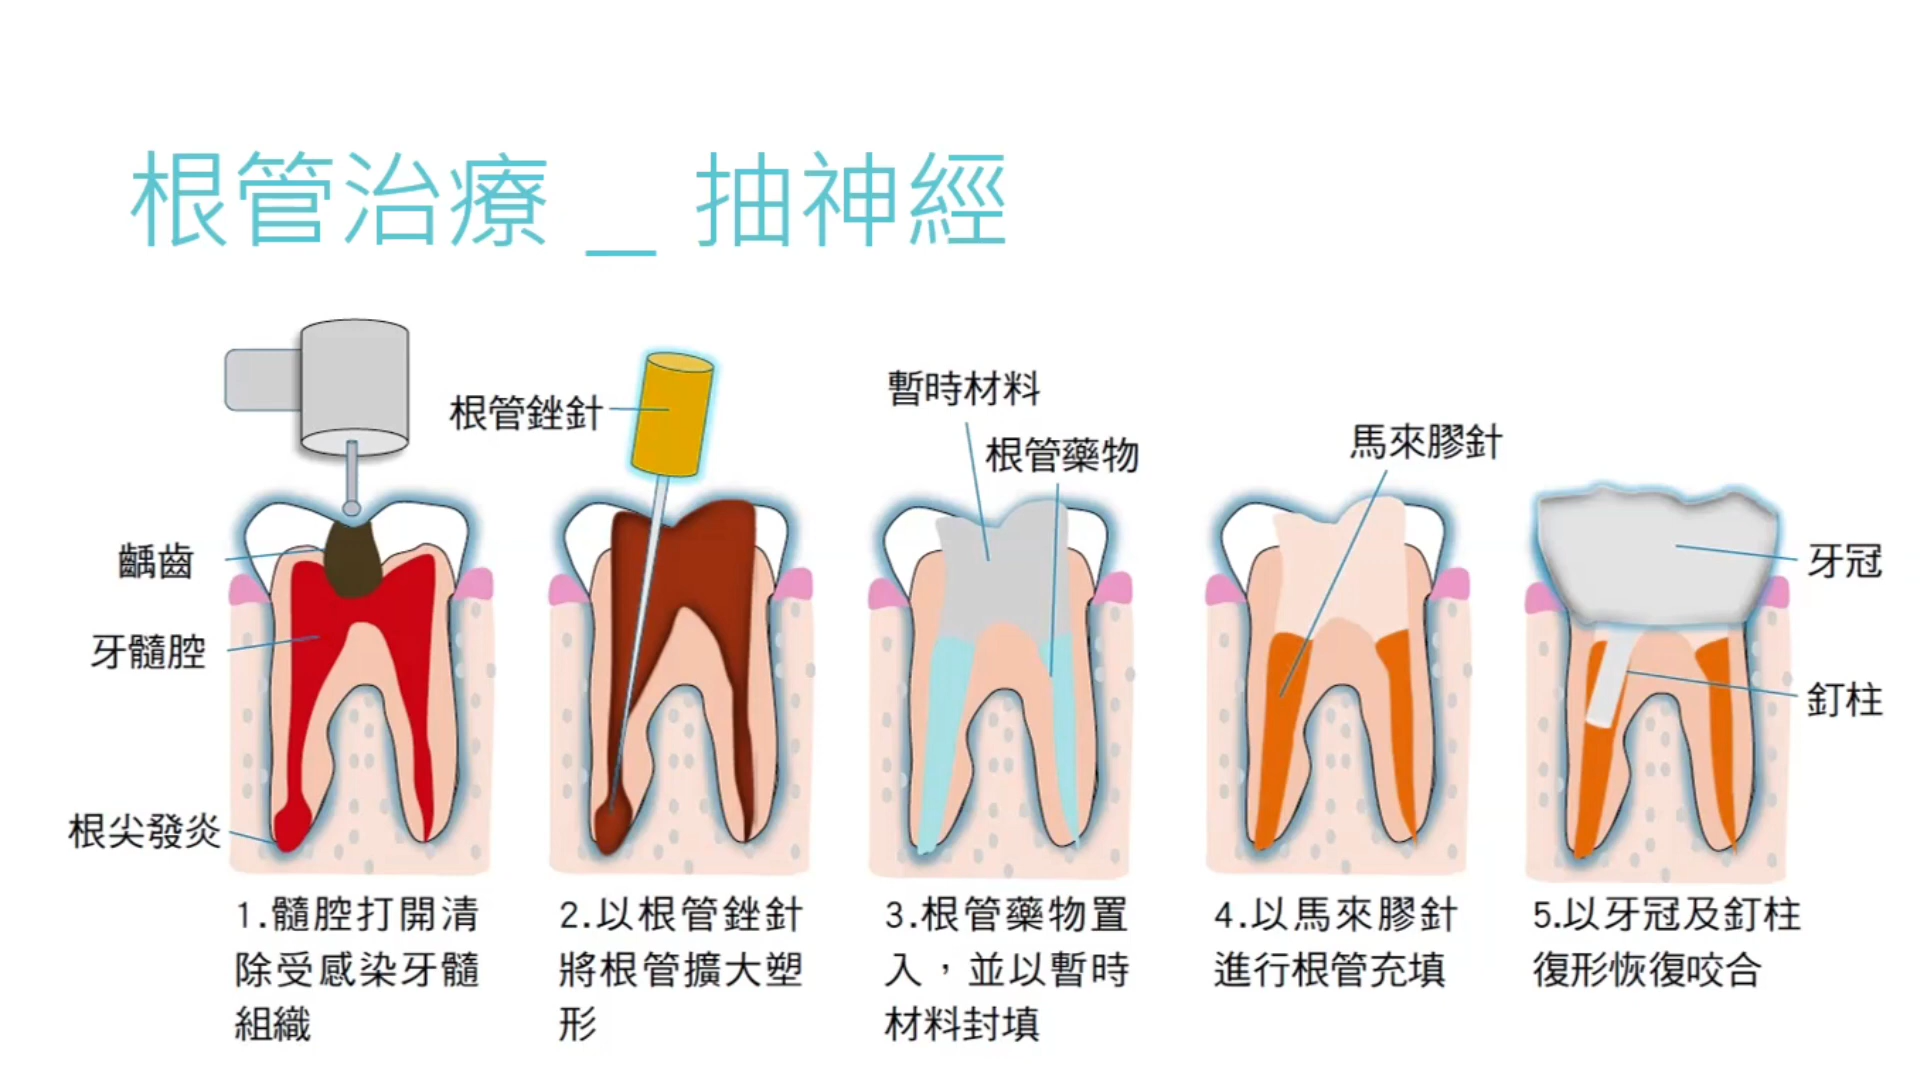 根管治療 _ 抽神經
根管銼針
暫時材料
根管藥物
馬來膠針
齲齒
牙髓腔
根尖發炎
牙冠
釘柱
1.髓腔打開清
除受感染牙髓
組織
2.以根管銼針
將根管擴大塑
形
3.根管藥物置
入，並以暫時
材料封填
4.以馬來膠針
進行根管充填
5.以牙冠及釘柱
復形恢復咬合